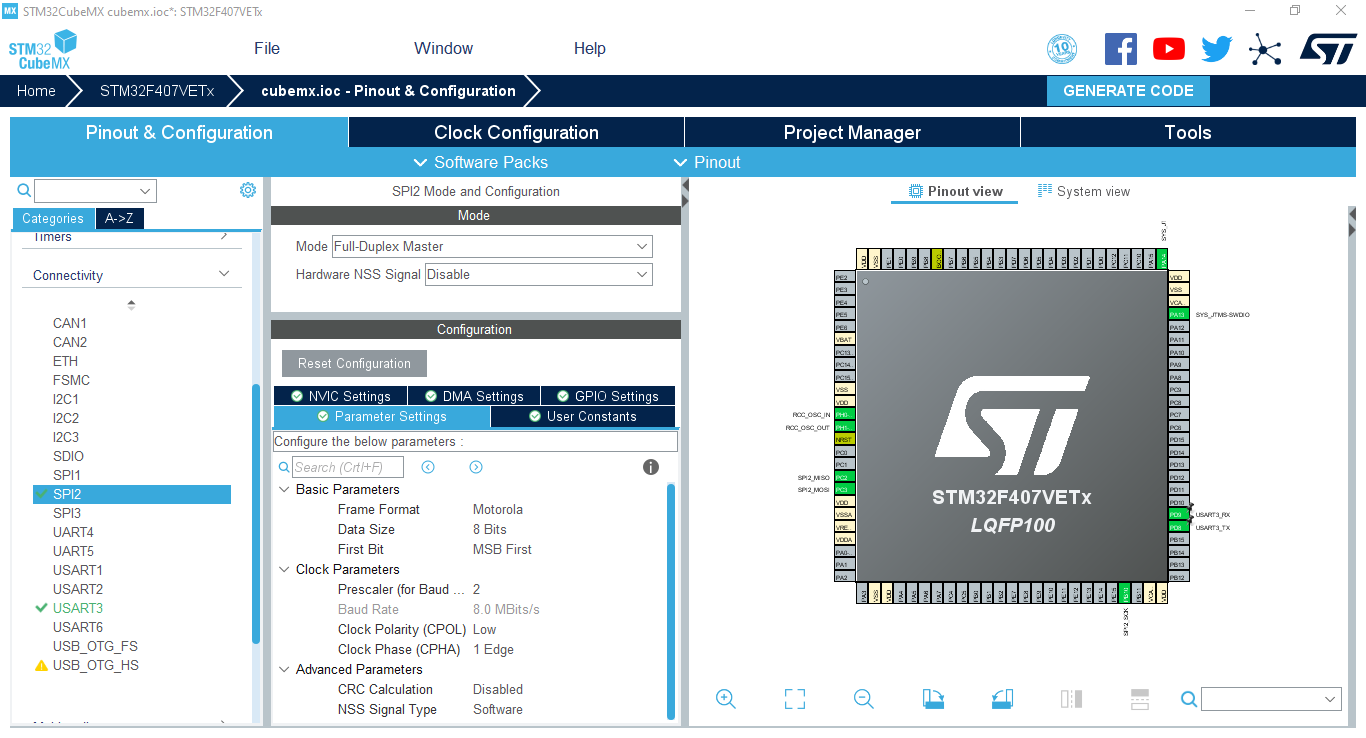 MX STM32CubeMX cubemx.ioc*: STM32F407VETx
STM32
CubeMX
File Window Help
10
ST
Home STM32F407VETx cubemx.ioc - Pinout & Configuration GENERATE CODE
Pinout & Configuration Clock Configuration Project Manager Tools
Software Packs Pinout
Categories A->Z
Timers
Connectivity
CAN1
CAN2
ETH
FSMC
I2C1
I2C2
I2C3
SDIO
SPI1
SPI2
SPI3
UART4
UART5
USART1
USART2
USART3
USART6
USB_OTG_FS
USB_OTG_HS
SPI2 Mode and Configuration
Mode
Mode Full-Duplex Master
Hardware NSS Signal Disable
Configuration
Reset Configuration
NVIC Settings DMA Settings GPIO Settings
Parameter Settings User Constants
Configure the below parameters :
Search (Crtl+F)
Basic Parameters
Frame Format Motorola
Data Size 8 Bits
First Bit MSB First
Clock Parameters
Prescaler (for Baud ... 2
Baud Rate 8.0 MBits/s
Clock Polarity (CPOL) Low
Clock Phase (CPHA) 1 Edge
Advanced Parameters
CRC Calculation Disabled
NSS Signal Type Software
Pinout view System view
PE2
PE3
PE4
PE5
PE6
VBAT
PC13.
PC14.
PC15.
VSS
VDD
RCC_OSC_IN PH0-
RCC_OSC_OUT PH1-
NRST
PC0
PC1
SPI2_MISO PC2
SPI2_MOSI PC3
VDD
VSSA
VRE.
VDDA
PA0-.
PA1
PA2
STM32F407VETx
LQFP100
VDD
VSS
VCA.
PA13 SYS_JTMS-SWDIO
PA12
PA11
PA10
PA9
PA8
PC9
PC8
PC7
PC6
PD15
PD14
PD13
PD12
PD11
PD10
PD9 USART3_RX
PD8 USART3_TX
PB15
PB14
PB13
PB12
PB10
SPI2_SCK